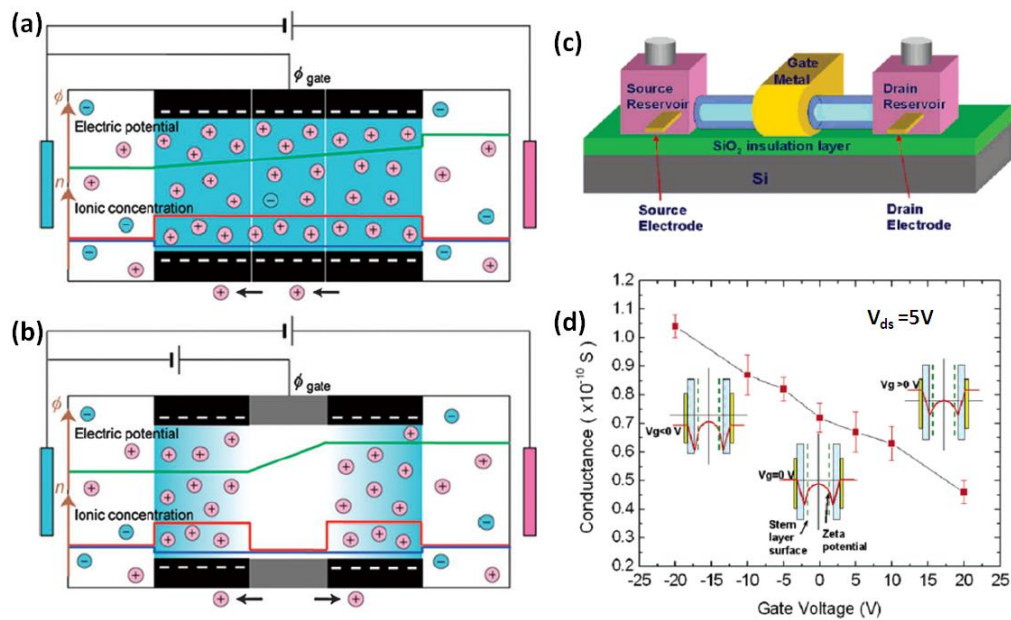 (a)
ϕgate
ϕ
Electric potential
n
Ionic concentration
(b)
ϕgate
ϕ
Electric potential
n
Ionic concentration
(c)
Source
Reservoir
Gate
Metal
Drain
Reservoir
SiO2 insulation layer
Si
Source
Electrode
Drain
Electrode
(d)
Vds =5V
Conductance ( x10-10 S )
1.2
1.1
1.0
0.9
0.8
0.7
0.6
0.5
0.4
0.3
0.2
Vg<0 V
Vg=0 V
Vg >0 V
Stern
layer
surface
Zeta
potential
-25 -20 -15 -10 -5 0 5 10 15 20 25
Gate Voltage (V)